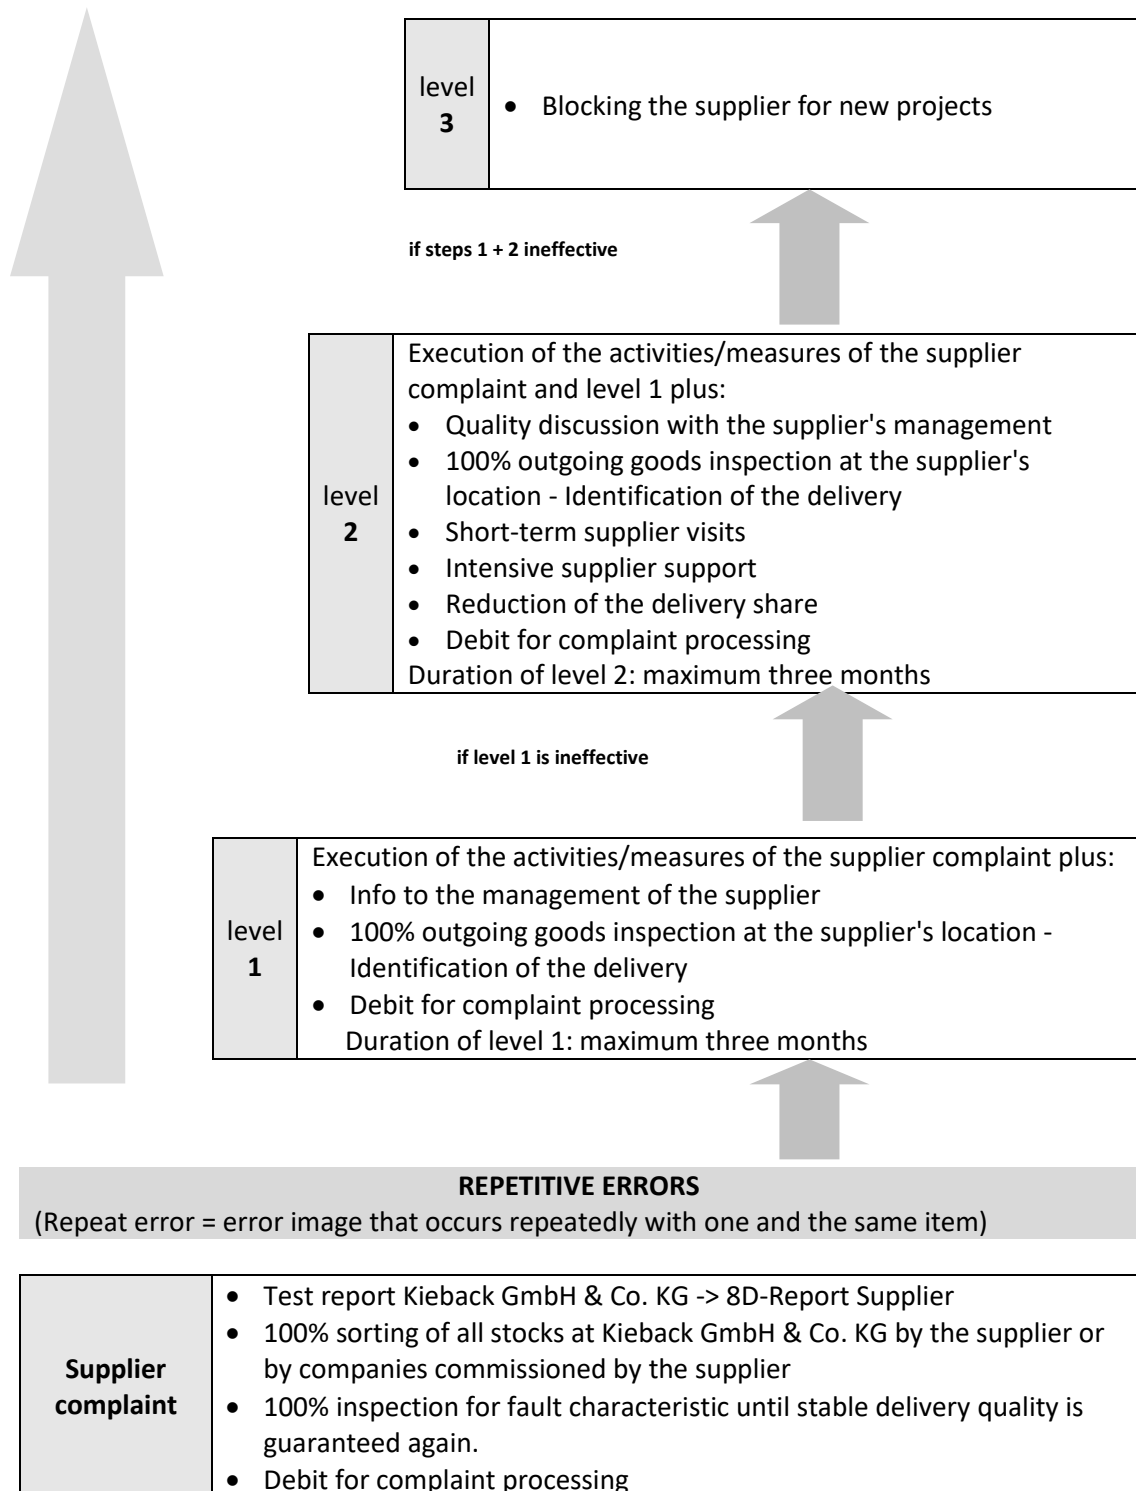 level
3
• Blocking the supplier for new projects
if steps 1 + 2 ineffective
level
2
Execution of the activities/measures of the supplier
complaint and level 1 plus:
• Quality discussion with the supplier's management
• 100% outgoing goods inspection at the supplier's
location - Identification of the delivery
• Short-term supplier visits
• Intensive supplier support
• Reduction of the delivery share
• Debit for complaint processing
Duration of level 2: maximum three months
if level 1 is ineffective
level
1
Execution of the activities/measures of the supplier complaint plus:
• Info to the management of the supplier
• 100% outgoing goods inspection at the supplier's location -
Identification of the delivery
• Debit for complaint processing
Duration of level 1: maximum three months
REPETITIVE ERRORS
(Repeat error = error image that occurs repeatedly with one and the same item)
Supplier
complaint
• Test report Kieback GmbH & Co. KG -> 8D-Report Supplier
• 100% sorting of all stocks at Kieback GmbH & Co. KG by the supplier or
by companies commissioned by the supplier
• 100% inspection for fault characteristic until stable delivery quality is
guaranteed again.
• Debit for complaint processing